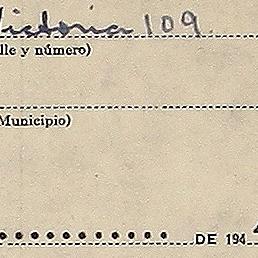 Victoria 109
lle y número)
Municipio)
DE 194